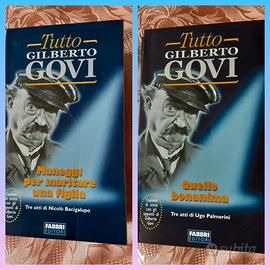 Tutto
GILBERTO
GOVI
Maneggi
per maritare
una figlia
Tre atti di Nicolò Bacigalupo
FABBRI
EDITORI
Tutto
GILBERTO
GOVI
Quello
bonanima
Tre atti di Ugo Palmerini
FABBRI
EDITORI
subito